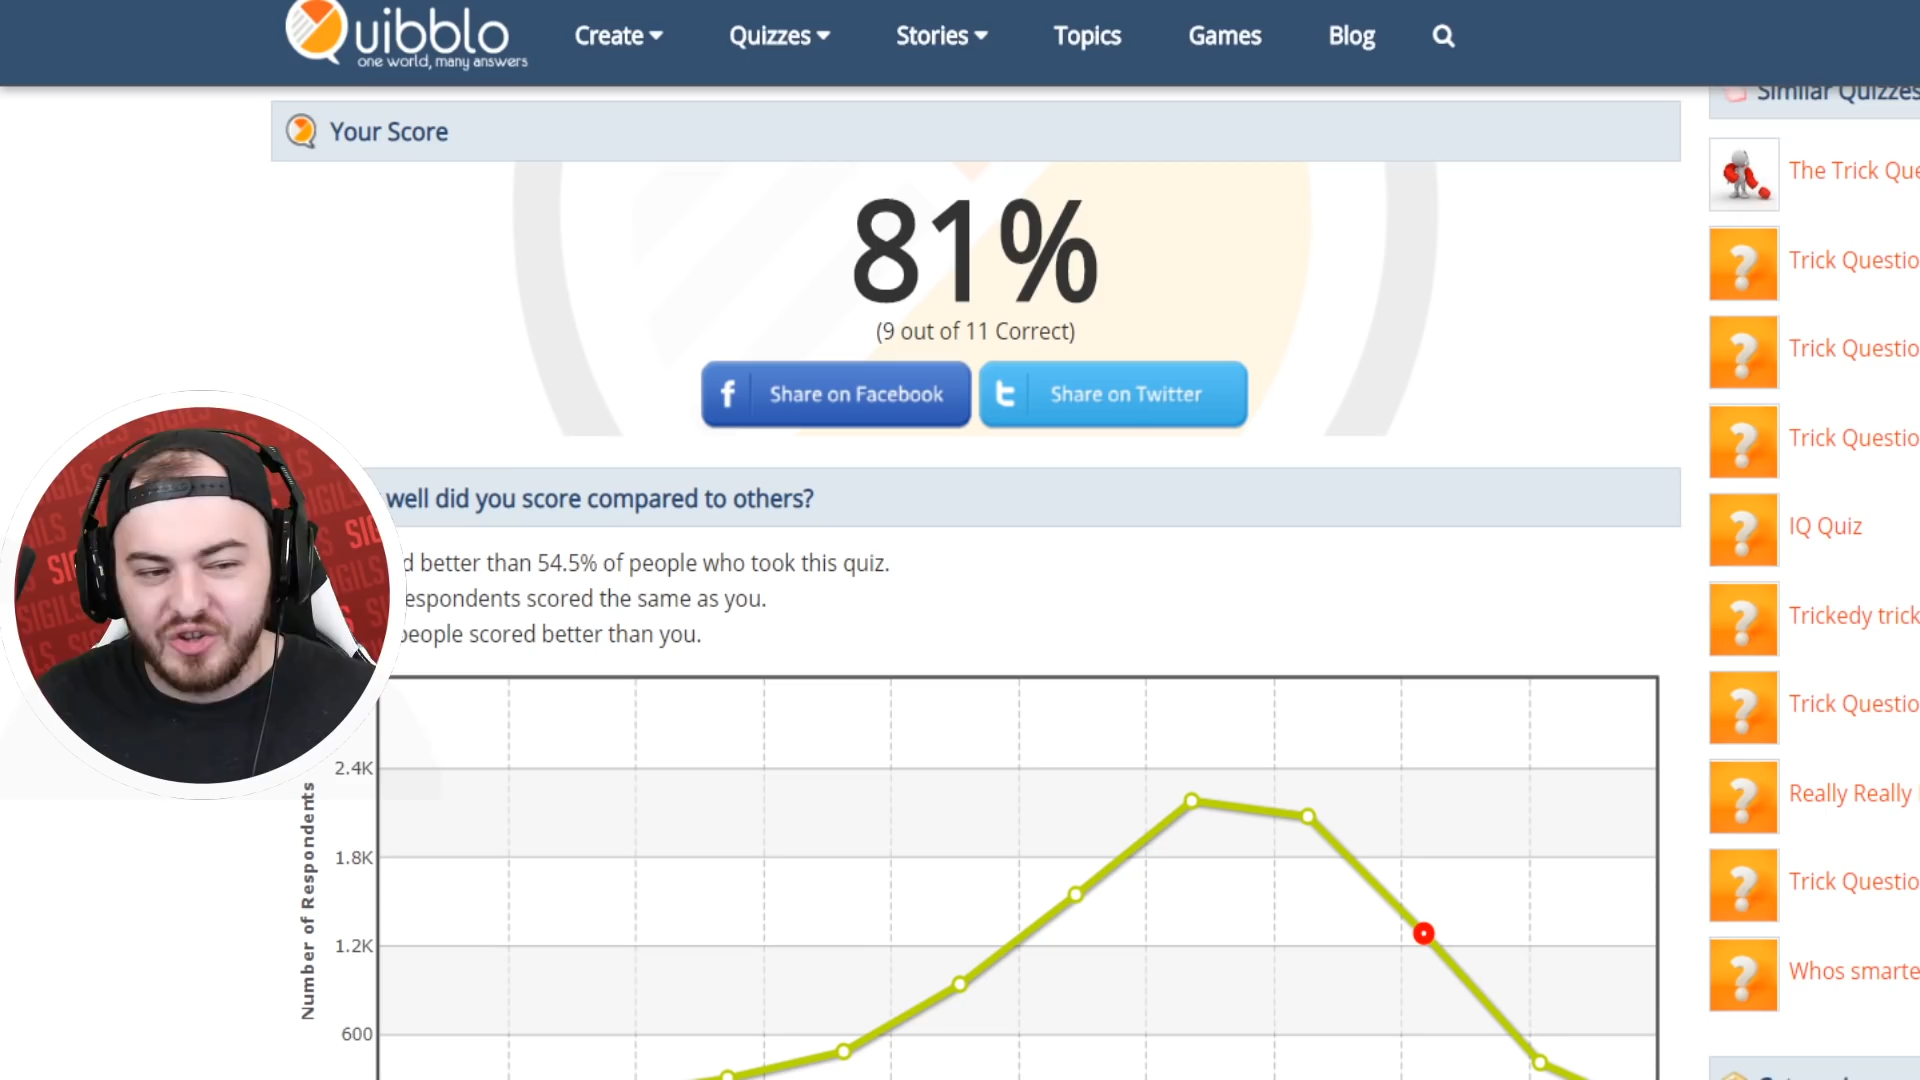 Quibblo
one world, many answers
Create
Quizzes
Stories
Topics
Games
Blog
Similar Quizzes
Your Score
81%
(9 out of 11 Correct)
f Share on Facebook
t Share on Twitter
well did you score compared to others?
d better than 54.5% of people who took this quiz.
espondents scored the same as you.
people scored better than you.
The Trick Que
Trick Questio
Trick Questio
Trick Questio
IQ Quiz
Trickedy trick
Trick Questio
Really Really
Trick Questio
Whos smarte
SIGILS
Number of Respondents
2.4K
1.8K
1.2K
600